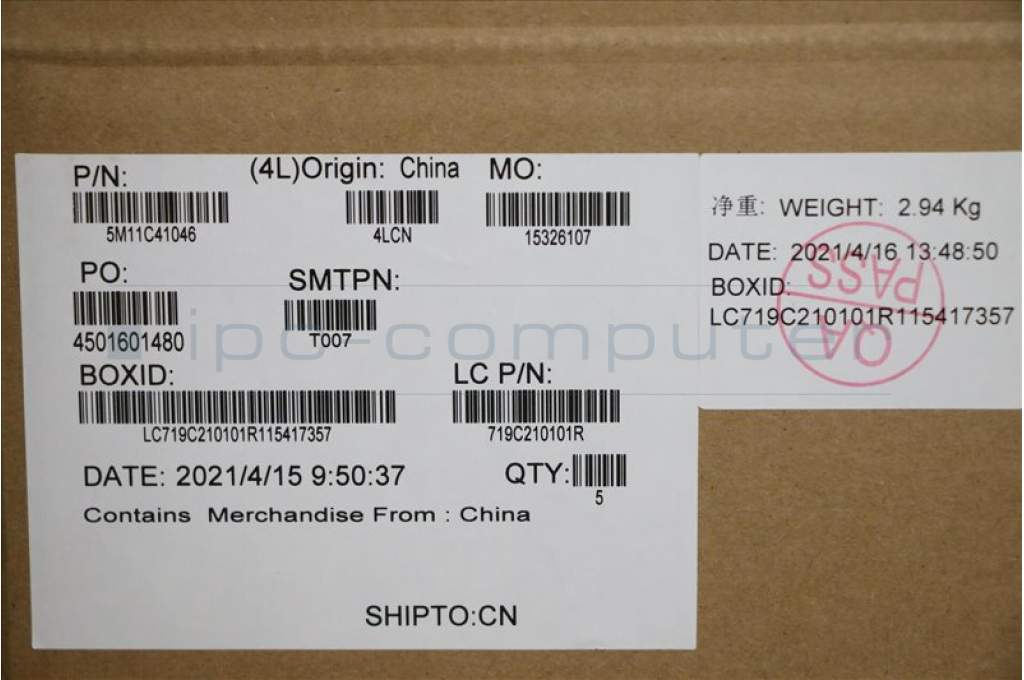 P/N: (4L)Origin: China MO:
5M11C41046 4LCN 15326107
PO: SMTPN:
4501601480 T007
BOXID: LC P/N:
LC719C210101R115417357 719C210101R
DATE: 2021/4/15 9:50:37 QTY:
5
Contains Merchandise From : China
SHIPTO:CN
净重: WEIGHT: 2.94 Kg
DATE: 2021/4/16 13:48:50
BOXID:
LC719C210101R115417357
QA
PASS
ipc-compute